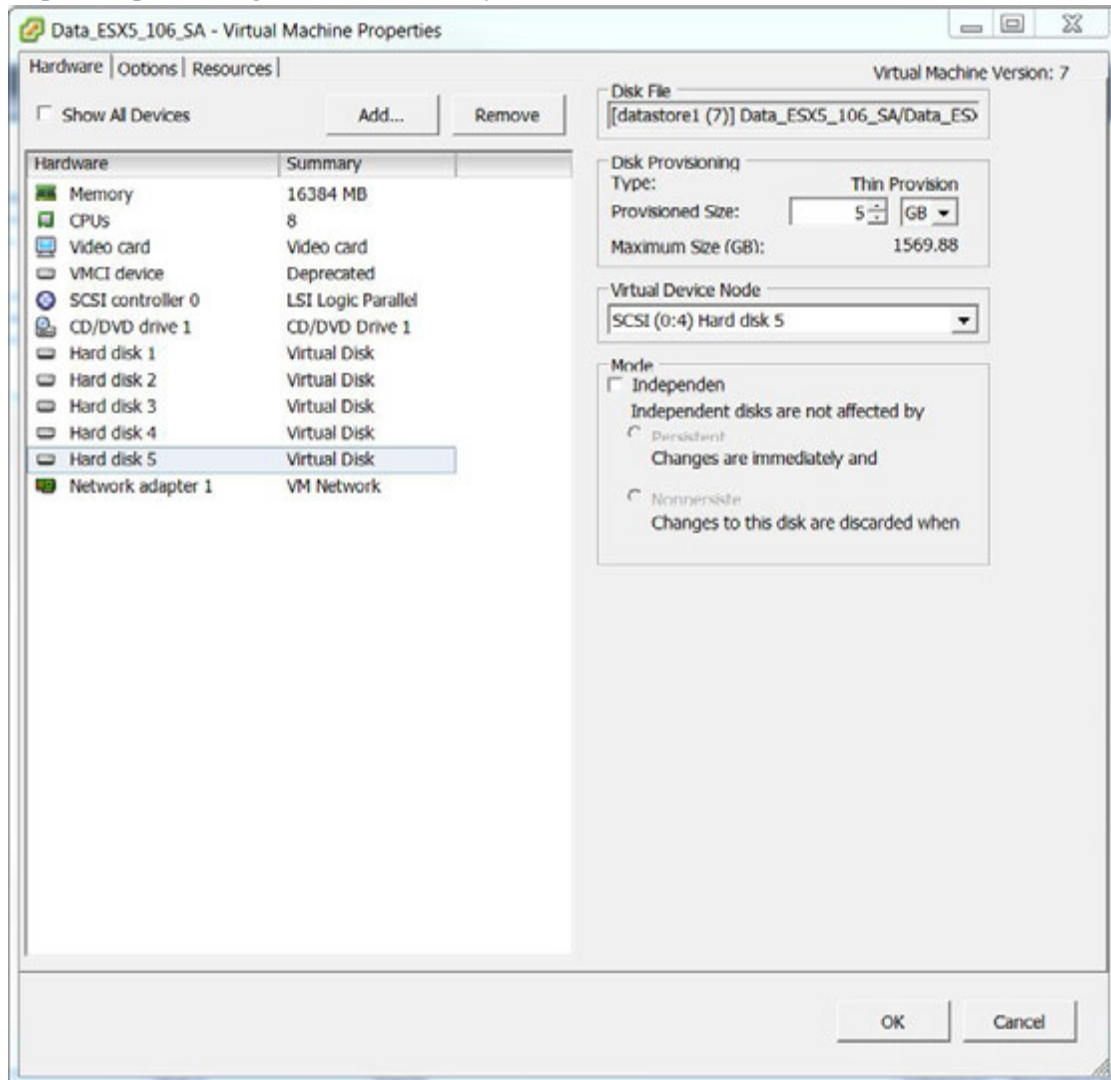 Data_ESX5_106_SA - Virtual Machine Properties
Hardware Options Resources
Virtual Machine Version: 7
Show All Devices
Add...
Remove
Hardware Summary
Memory 16384 MB
CPUs 8
Video card Video card
VMCI device Deprecated
SCSI controller 0 LSI Logic Parallel
CD/DVD drive 1 CD/DVD Drive 1
Hard disk 1 Virtual Disk
Hard disk 2 Virtual Disk
Hard disk 3 Virtual Disk
Hard disk 4 Virtual Disk
Hard disk 5 Virtual Disk
Network adapter 1 VM Network
Disk File
[datastore1 (7)] Data_ESX5_106_SA/Data_ES
Disk Provisioning
Type: Thin Provision
Provisioned Size: 5 GB
Maximum Size (GB): 1569.88
Virtual Device Node
SCSI (0:4) Hard disk 5
Mode
Independen
Independent disks are not affected by
Persistent
Changes are immediately and
Nonpersiste
Changes to this disk are discarded when
OK
Cancel